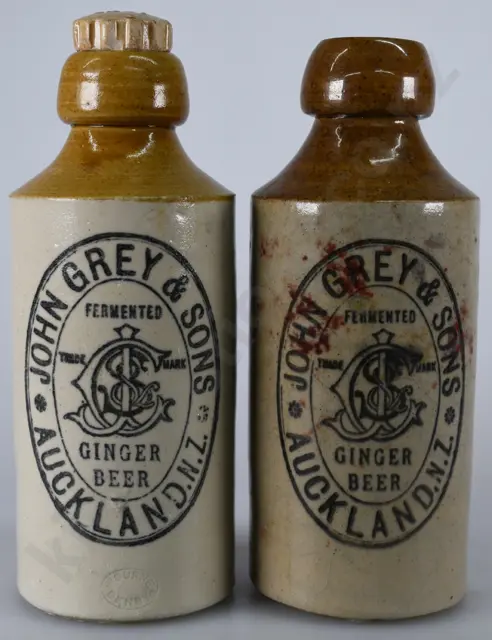 JOHN GREY & SONS
FERMENTED
TRADE MARK
GINGER
BEER
AUCKLAND.N.Z.
JOHN GREY & SONS
FERMENTED
TRADE MARK
GINGER
BEER
AUCKLAND.N.Z.